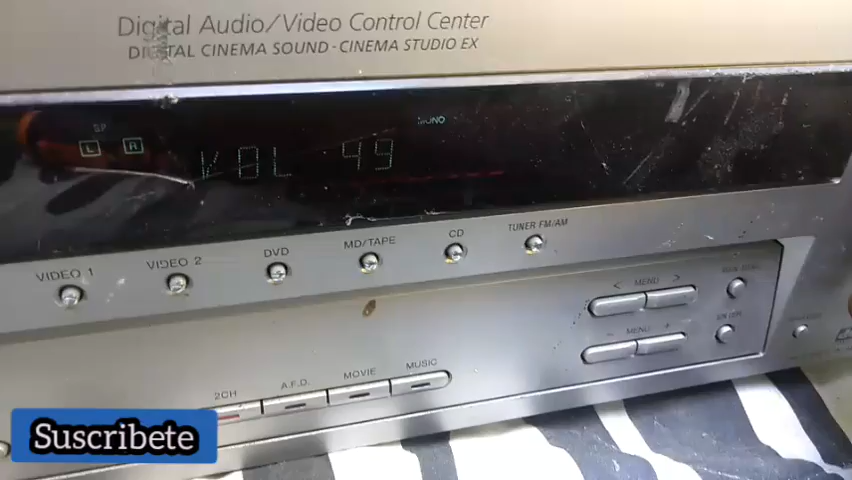 Digital Audio/Video Control Center
DIGITAL CINEMA SOUND · CINEMA STUDIO EX
SP
L R
MONO
VOL 49
VIDEO 1 VIDEO 2 DVD MD/TAPE CD TUNER FM/AM
< MENU >
− MENU +
2CH A.F.D. MOVIE MUSIC
Suscribete